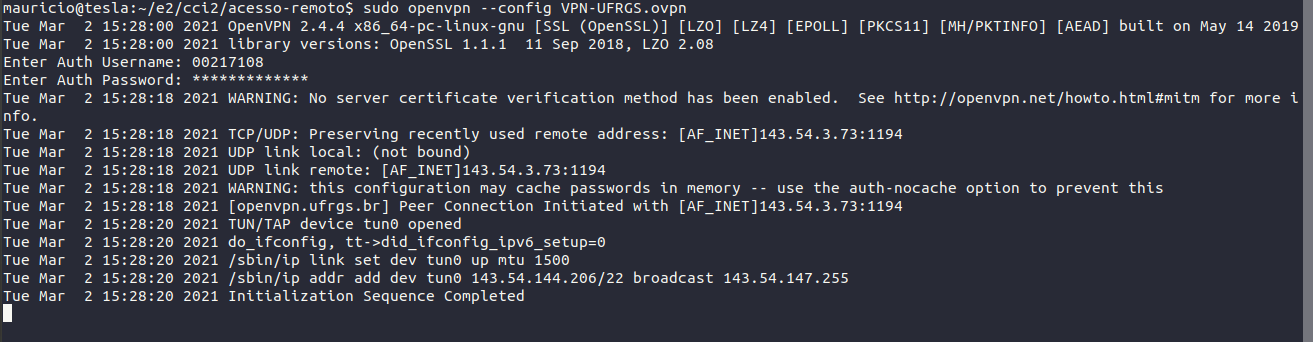 mauricio@tesla:~/e2/cci2/acesso-remoto$ sudo openvpn --config VPN-UFRGS.ovpn
Tue Mar  2 15:28:00 2021 OpenVPN 2.4.4 x86_64-pc-linux-gnu [SSL (OpenSSL)] [LZO] [LZ4] [EPOLL] [PKCS11] [MH/PKTINFO] [AEAD] built on May 14 2019
Tue Mar  2 15:28:00 2021 library versions: OpenSSL 1.1.1  11 Sep 2018, LZO 2.08
Enter Auth Username: 00217108
Enter Auth Password: *************
Tue Mar  2 15:28:18 2021 WARNING: No server certificate verification method has been enabled.  See http://openvpn.net/howto.html#mitm for more i
nfo.
Tue Mar  2 15:28:18 2021 TCP/UDP: Preserving recently used remote address: [AF_INET]143.54.3.73:1194
Tue Mar  2 15:28:18 2021 UDP link local: (not bound)
Tue Mar  2 15:28:18 2021 UDP link remote: [AF_INET]143.54.3.73:1194
Tue Mar  2 15:28:18 2021 WARNING: this configuration may cache passwords in memory -- use the auth-nocache option to prevent this
Tue Mar  2 15:28:18 2021 [openvpn.ufrgs.br] Peer Connection Initiated with [AF_INET]143.54.3.73:1194
Tue Mar  2 15:28:20 2021 TUN/TAP device tun0 opened
Tue Mar  2 15:28:20 2021 do_ifconfig, tt->did_ifconfig_ipv6_setup=0
Tue Mar  2 15:28:20 2021 /sbin/ip link set dev tun0 up mtu 1500
Tue Mar  2 15:28:20 2021 /sbin/ip addr add dev tun0 143.54.144.206/22 broadcast 143.54.147.255
Tue Mar  2 15:28:20 2021 Initialization Sequence Completed